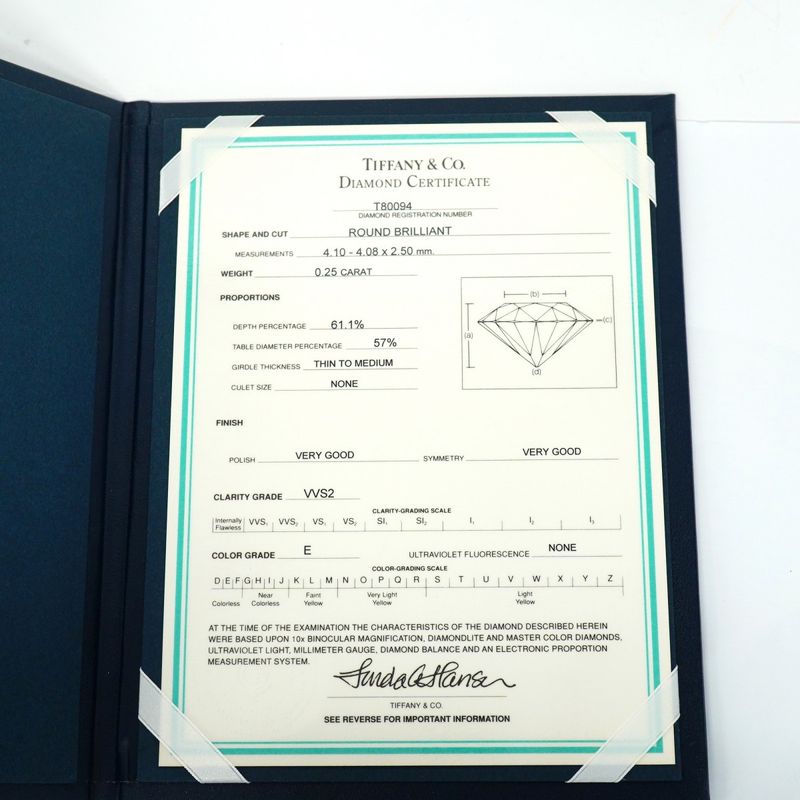 TIFFANY & CO.
DIAMOND CERTIFICATE
T80094
DIAMOND REGISTRATION NUMBER
SHAPE AND CUT ROUND BRILLIANT
MEASUREMENTS 4.10 - 4.08 x 2.50 mm.
WEIGHT 0.25 CARAT
PROPORTIONS
DEPTH PERCENTAGE 61.1%
TABLE DIAMETER PERCENTAGE 57%
GIRDLE THICKNESS THIN TO MEDIUM
CULET SIZE NONE
(b)
(a)
(c)
(d)
FINISH
POLISH VERY GOOD SYMMETRY VERY GOOD
CLARITY GRADE VVS2
CLARITY-GRADING SCALE
Internally Flawless VVS₁ VVS₂ VS₁ VS₂ SI₁ SI₂ I₁ I₂ I₃
COLOR GRADE E ULTRAVIOLET FLUORESCENCE NONE
COLOR-GRADING SCALE
D E F G H I J K L M N O P Q R S T U V W X Y Z
Colorless Near Colorless Faint Yellow Very Light Yellow Light Yellow
AT THE TIME OF THE EXAMINATION THE CHARACTERISTICS OF THE DIAMOND DESCRIBED HEREIN
WERE BASED UPON 10x BINOCULAR MAGNIFICATION, DIAMONDLITE AND MASTER COLOR DIAMONDS,
ULTRAVIOLET LIGHT, MILLIMETER GAUGE, DIAMOND BALANCE AND AN ELECTRONIC PROPORTION
MEASUREMENT SYSTEM.
TIFFANY & CO.
SEE REVERSE FOR IMPORTANT INFORMATION